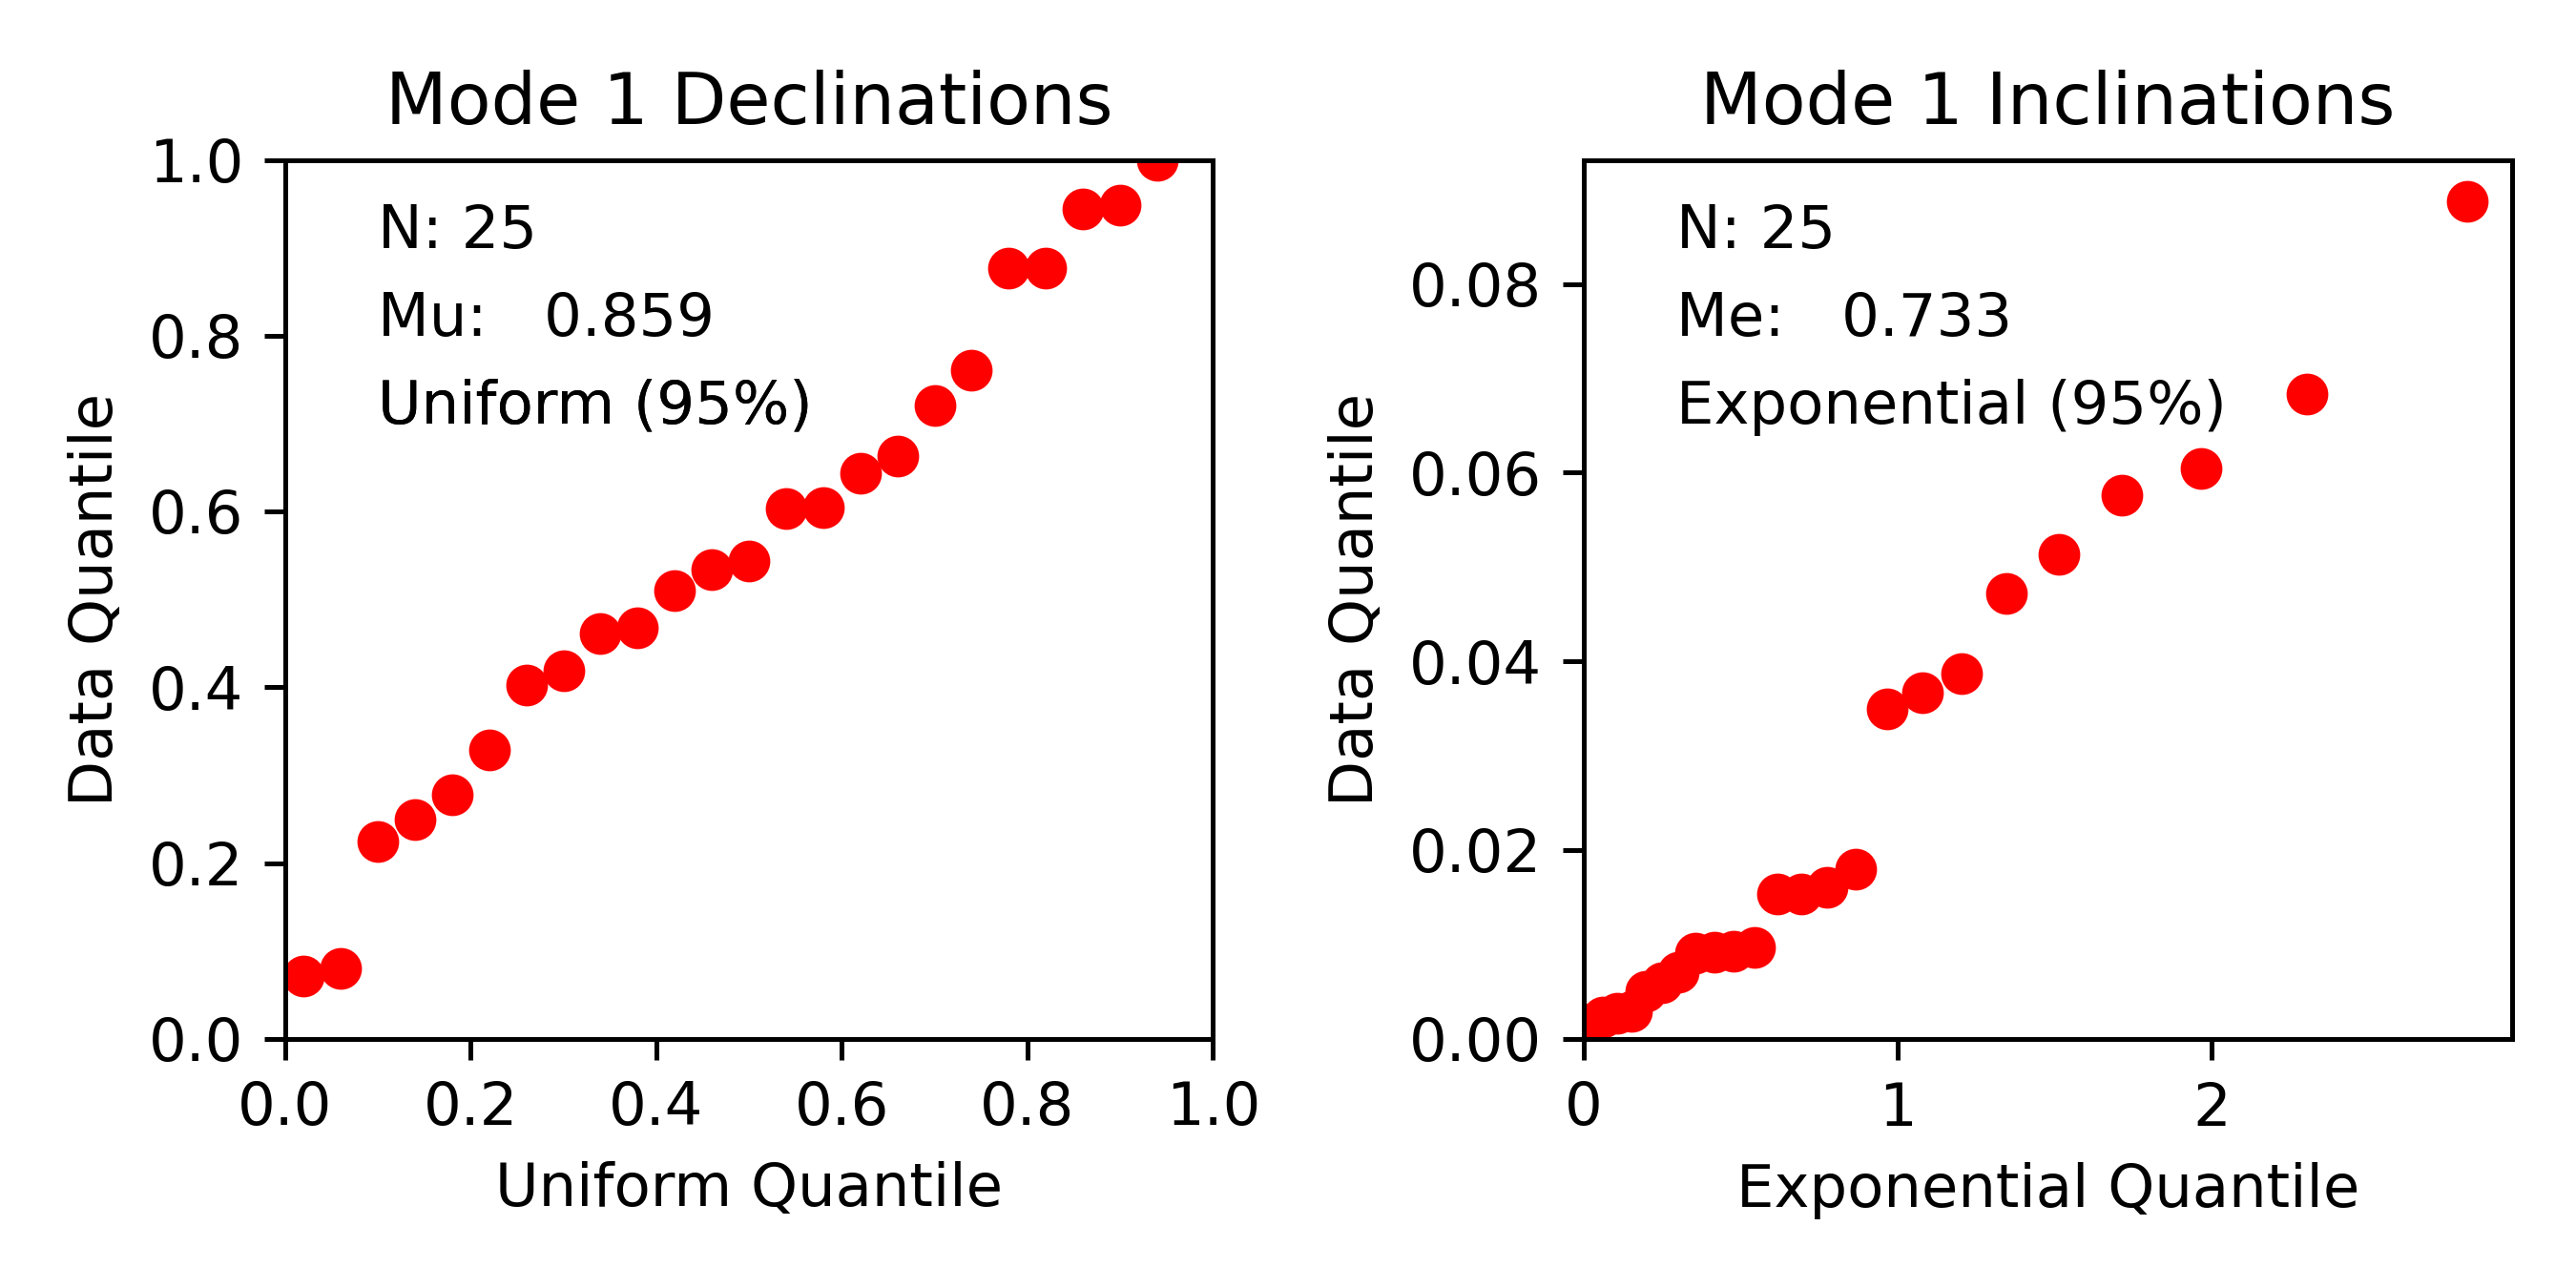 Mode 1 Declinations
N: 25
Mu: 0.859
Uniform (95%)
Data Quantile
1.0
0.8
0.6
0.4
0.2
0.0
0.0 0.2 0.4 0.6 0.8 1.0
Uniform Quantile
Mode 1 Inclinations
N: 25
Me: 0.733
Exponential (95%)
Data Quantile
0.08
0.06
0.04
0.02
0.00
0 1 2
Exponential Quantile